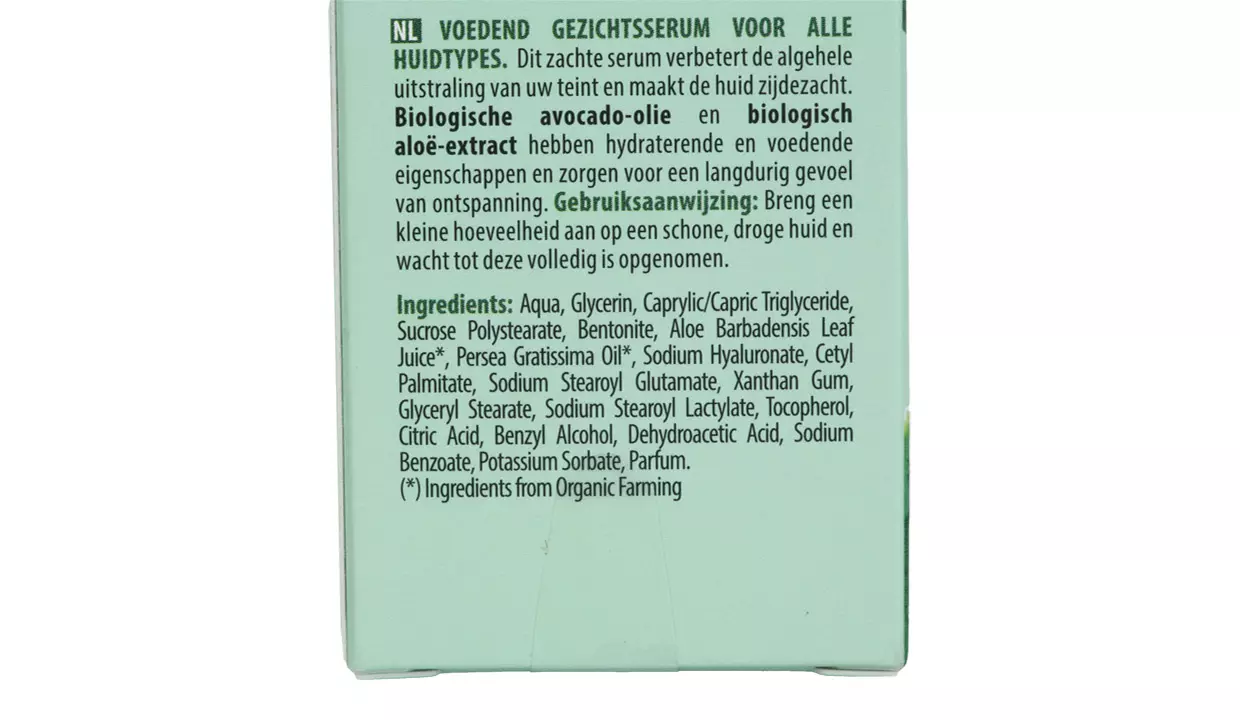 NL VOEDEND GEZICHTSSERUM VOOR ALLE
HUIDTYPES. Dit zachte serum verbetert de algehele
uitstraling van uw teint en maakt de huid zijdezacht.
Biologische avocado-olie en biologisch
aloë-extract hebben hydraterende en voedende
eigenschappen en zorgen voor een langdurig gevoel
van ontspanning. Gebruiksaanwijzing: Breng een
kleine hoeveelheid aan op een schone, droge huid en
wacht tot deze volledig is opgenomen.
Ingredients: Aqua, Glycerin, Caprylic/Capric Triglyceride,
Sucrose Polystearate, Bentonite, Aloe Barbadensis Leaf
Juice*, Persea Gratissima Oil*, Sodium Hyaluronate, Cetyl
Palmitate, Sodium Stearoyl Glutamate, Xanthan Gum,
Glyceryl Stearate, Sodium Stearoyl Lactylate, Tocopherol,
Citric Acid, Benzyl Alcohol, Dehydroacetic Acid, Sodium
Benzoate, Potassium Sorbate, Parfum.
(*) Ingredients from Organic Farming